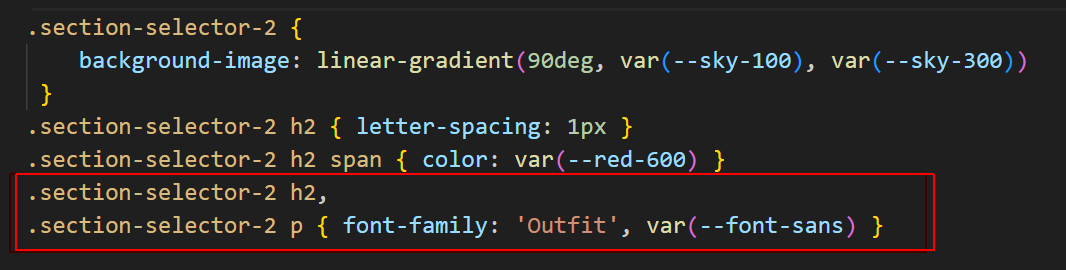 .section-selector-2 {
background-image: linear-gradient(90deg, var(--sky-100), var(--sky-300))
}
.section-selector-2 h2 { letter-spacing: 1px }
.section-selector-2 h2 span { color: var(--red-600) }
.section-selector-2 h2,
.section-selector-2 p { font-family: 'Outfit', var(--font-sans) }